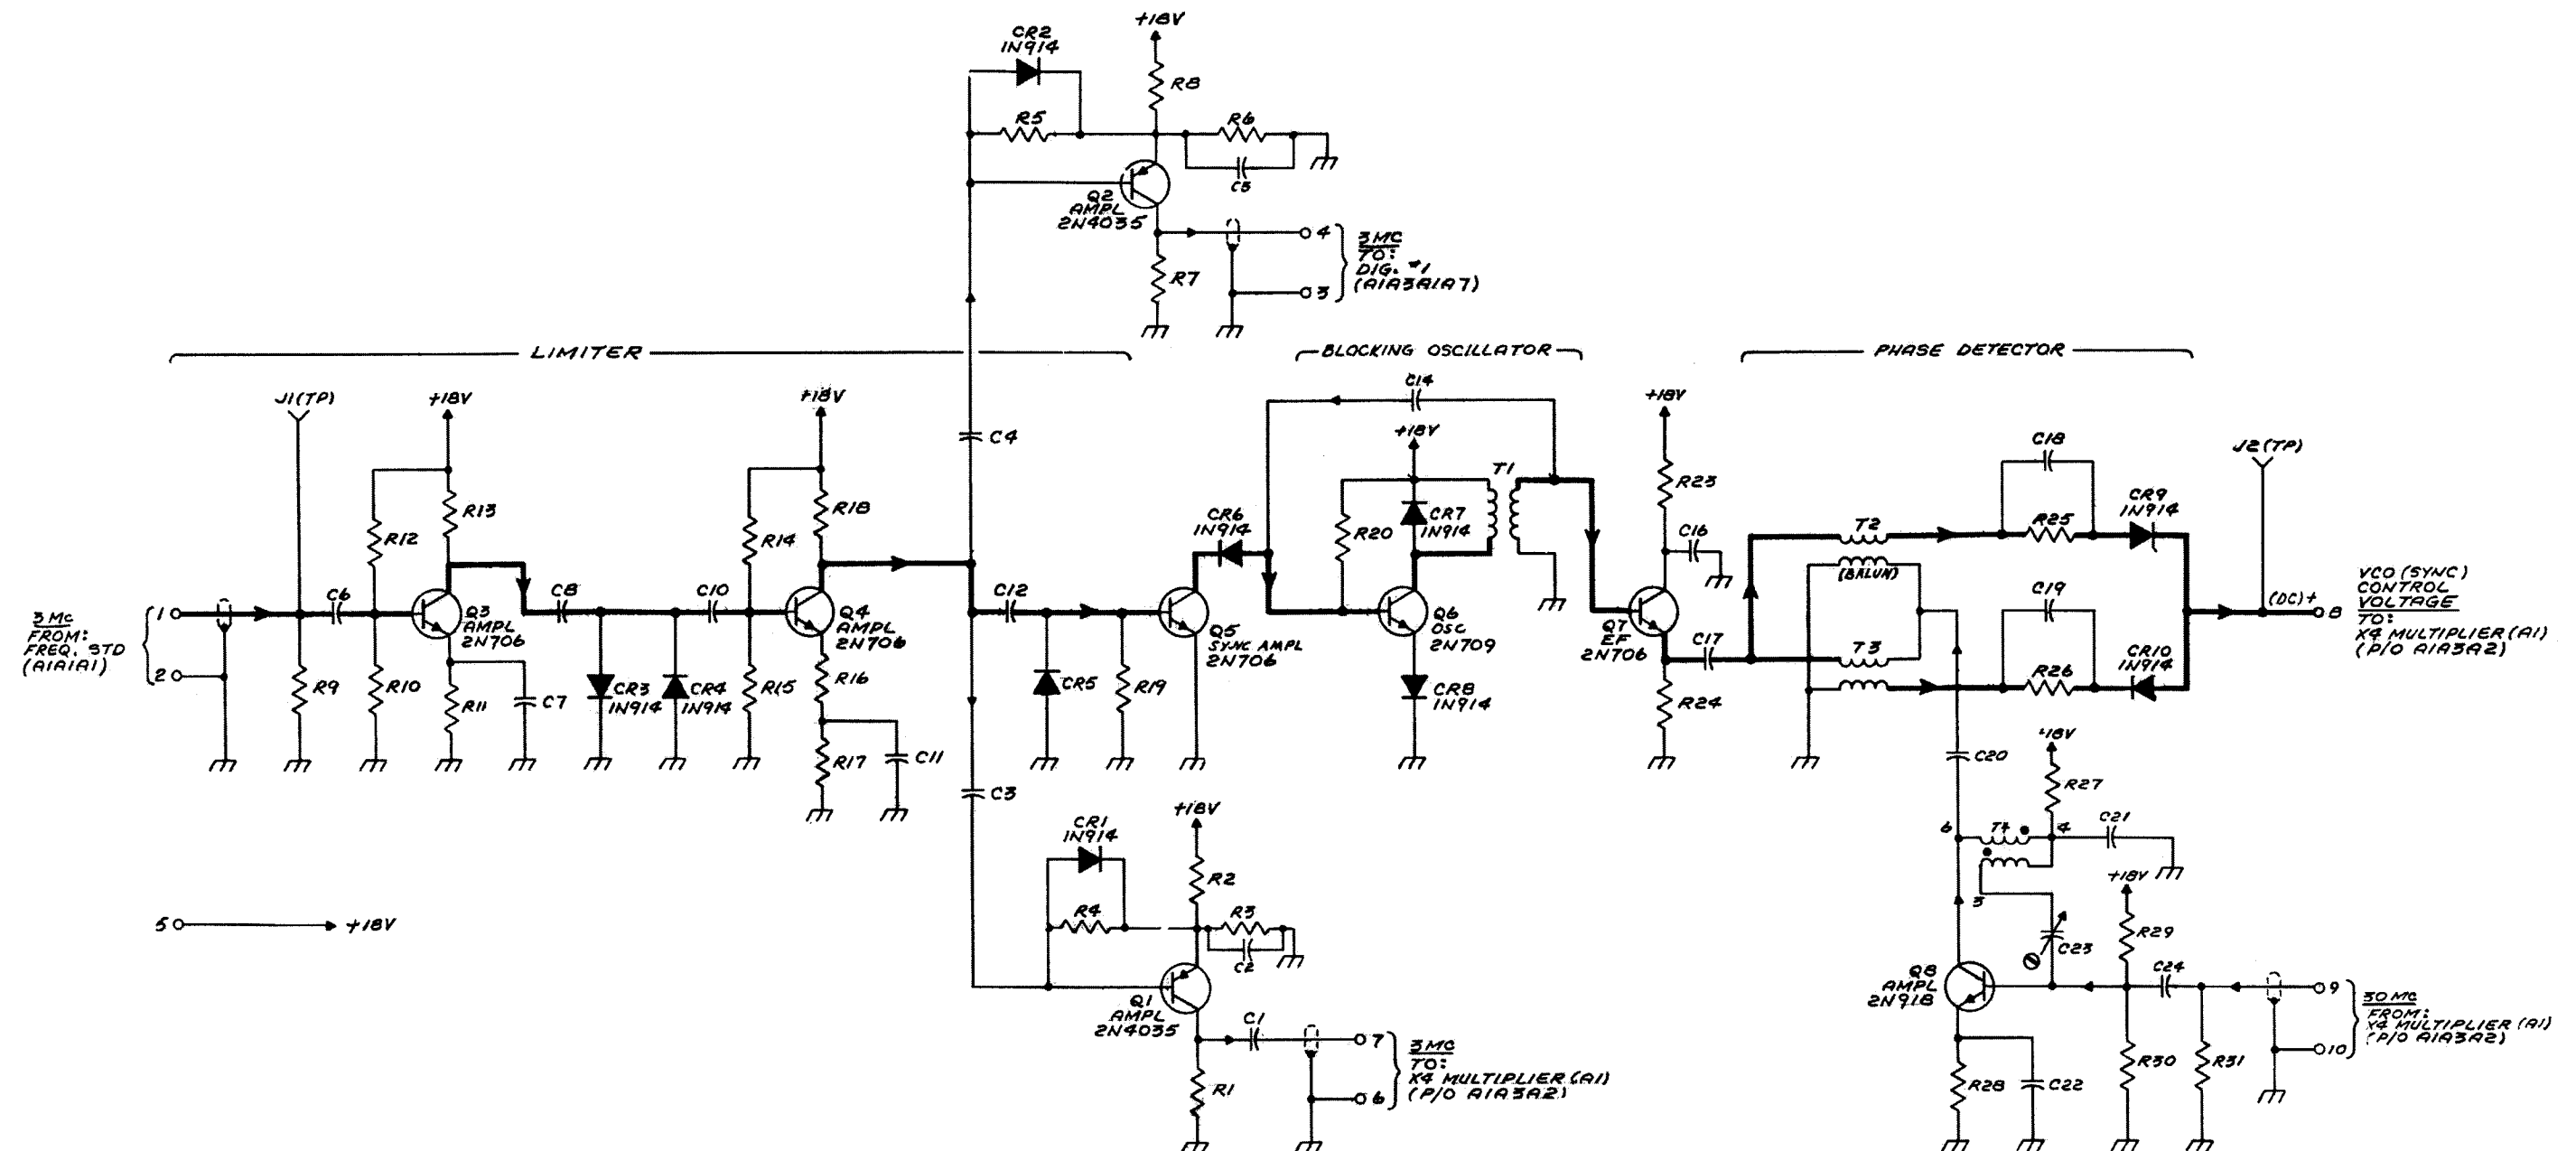 +18V
CR2
1N914
R8
R5
R6
C5
Q2
AMPL
2N4035
R7
4
3
3 MC
TO:
DIG. #1
(A1A3A1A7)
LIMITER
BLOCKING OSCILLATOR
PHASE DETECTOR
J1(TP)
+18V
+18V
C4
C14
+18V
+18V
C18
J2(TP)
R12
R13
R14
R18
CR6
1N914
R20
CR7
1N914
T1
R23
C16
T2
(BALUN)
R25
CR9
1N914
3 MC
FROM:
FREQ. STD
(A1A1A1)
1
2
C6
Q3
AMPL
2N706
C8
C10
Q4
AMPL
2N706
C12
Q5
SYNC AMPL
2N706
Q6
OSC
2N709
Q7
EF
2N706
C17
T3
C19
R26
CR10
1N914
(DC)+
8
VCO (SYNC)
CONTROL
VOLTAGE
TO:
X4 MULTIPLIER (A1)
(P/O A1A3A2)
R9
R10
R11
C7
CR3
1N914
CR4
1N914
R15
R16
R17
C11
CR5
R19
CR8
1N914
R24
C20
+18V
R27
C3
+18V
CR1
1N914
R2
R4
R3
C2
6
T4
4
C21
3
+18V
R29
C23
5
+18V
Q1
AMPL
2N4035
C1
7
6
3 MC
TO:
X4 MULTIPLIER (A1)
(P/O A1A3A2)
R1
Q8
AMPL
2N918
C24
9
10
30 MC
FROM:
X4 MULTIPLIER (A1)
(P/O A1A3A2)
R28
C22
R30
R31